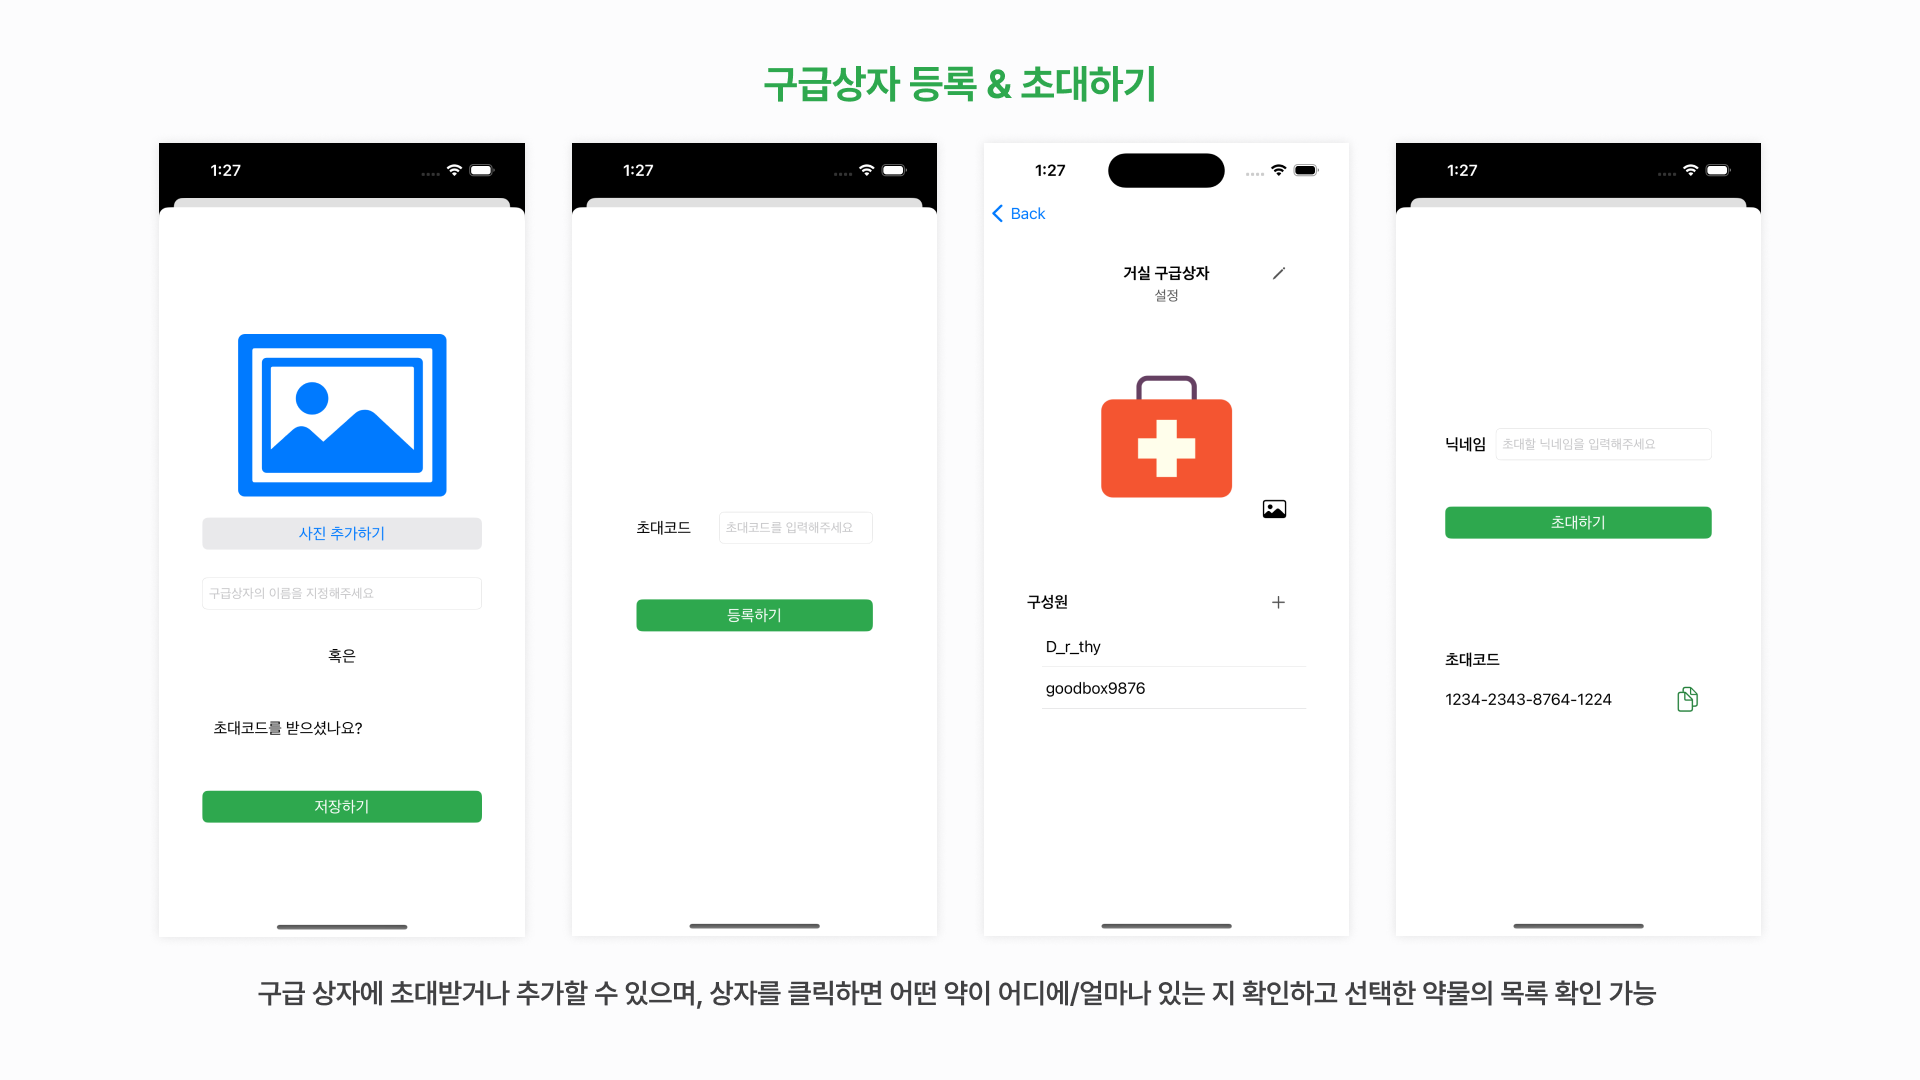 구급상자 등록 & 초대하기
1:27
사진 추가하기
구급상자의 이름을 지정해주세요
혹은
초대코드를 받으셨나요?
저장하기
1:27
초대코드
초대코드를 입력해주세요
등록하기
1:27
Back
거실 구급상자
설정
구성원
D_r_thy
goodbox9876
1:27
닉네임
초대할 닉네임을 입력해주세요
초대하기
초대코드
1234-2343-8764-1224
구급 상자에 초대받거나 추가할 수 있으며, 상자를 클릭하면 어떤 약이 어디에/얼마나 있는 지 확인하고 선택한 약물의 목록 확인 가능